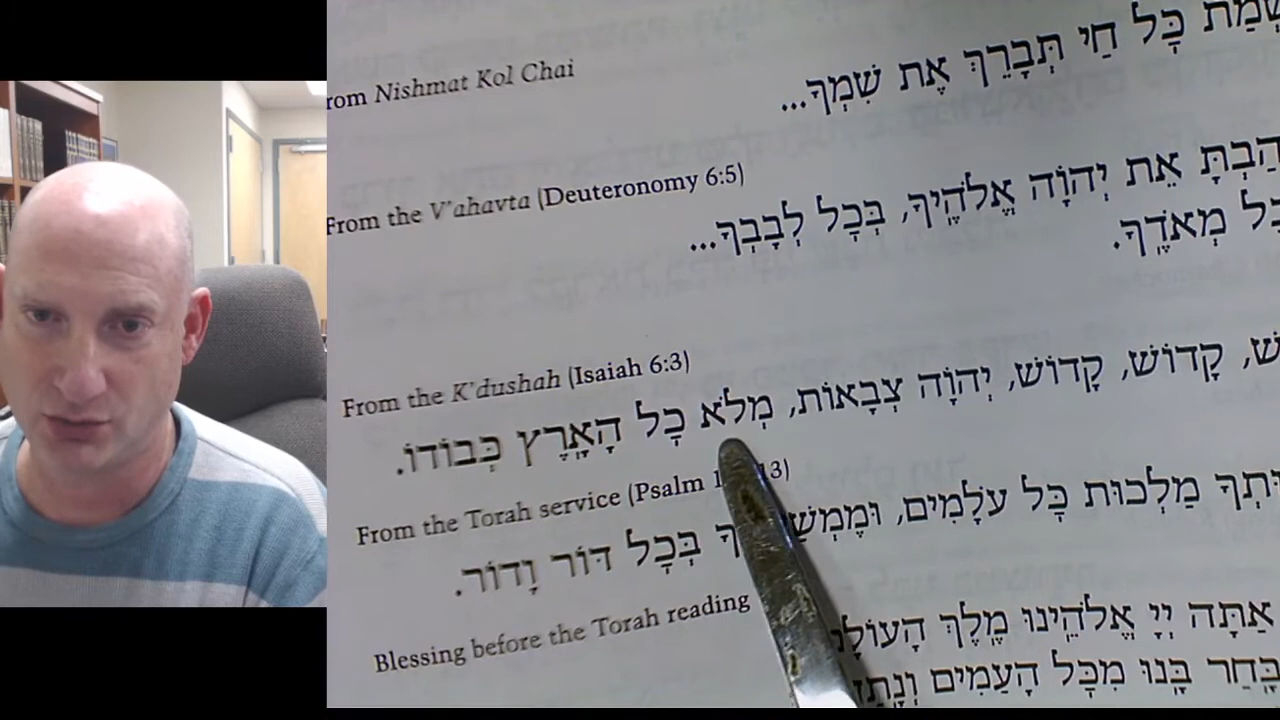 כָּל חַי תְּבָרֵךְ אֶת שִׁמְךָ...
From Nishmat Kol Chai
אֵת יְהוָֹה אֱלֹהֶֽיךָ, בְּכָל לְבָבְךָ...
מְאֹדֶֽךָ.
From the V'ahavta (Deuteronomy 6:5)
קָדוֹשׁ, קָדוֹשׁ, יְהוָֹה צְבָאוֹת, מְלֹא כָל הָאָֽרֶץ כְּבוֹדוֹ.
From the K'dushah (Isaiah 6:3)
מַלְכוּת כָּל עֹלָמִים, בְּכָל דּוֹר וָדוֹר.
From the Torah service (Psalm
אַתָּה יְיָ אֱלֹהֵֽינוּ מֶֽלֶךְ
בָּֽחַר בָּֽנוּ מִכָּל הָעַמִּים
Blessing before the Torah reading